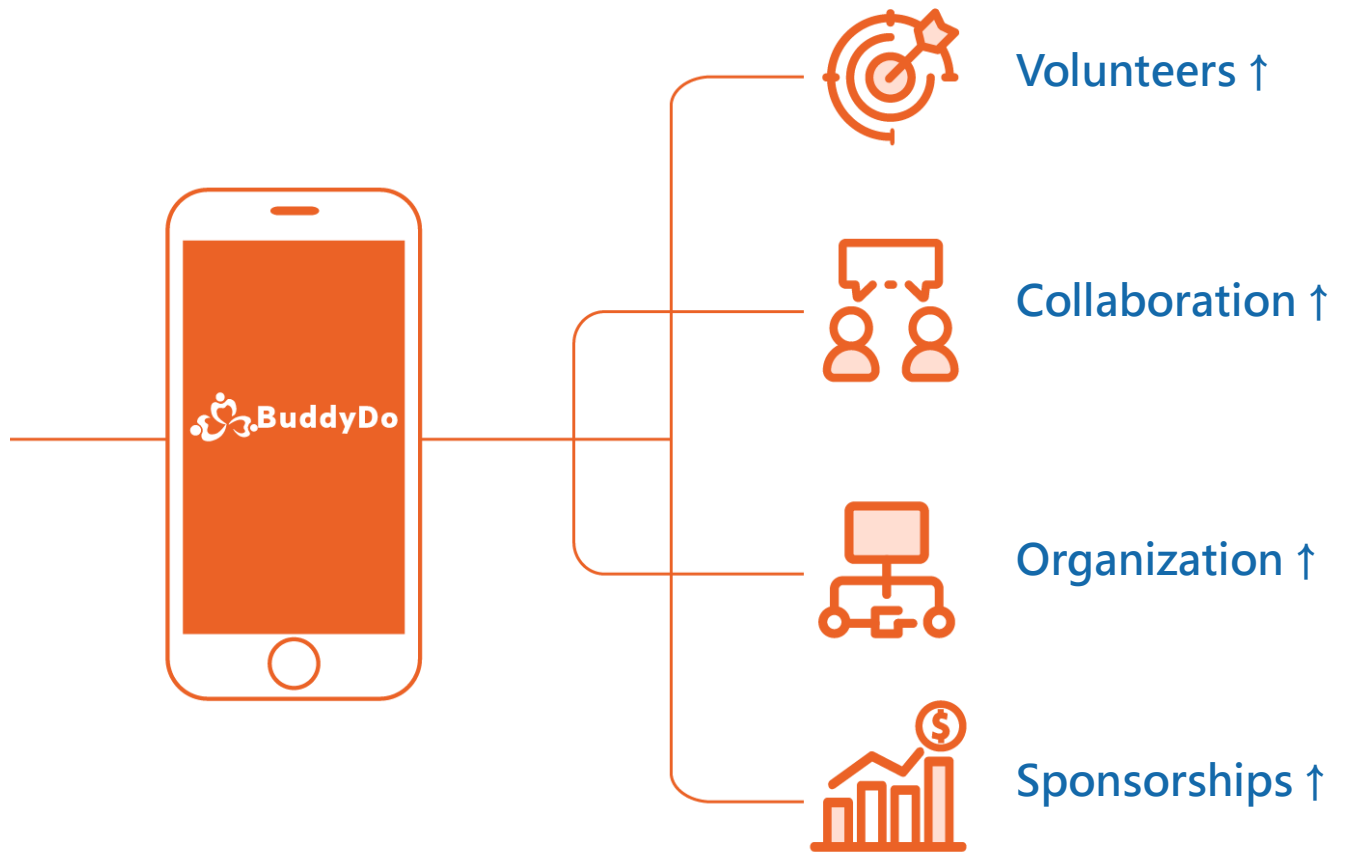 Volunteers ↑
BuddyDo
Collaboration ↑
Organization ↑
$
Sponsorships ↑